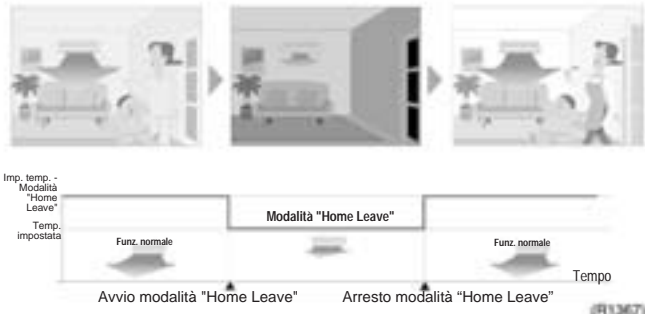 Imp. temp. -
Modalità
"Home
Leave"
Temp.
impostata
Modalità "Home Leave"
Funz. normale
Funz. normale
Tempo
Avvio modalità "Home Leave"
Arresto modalità “Home Leave”
(R1367)